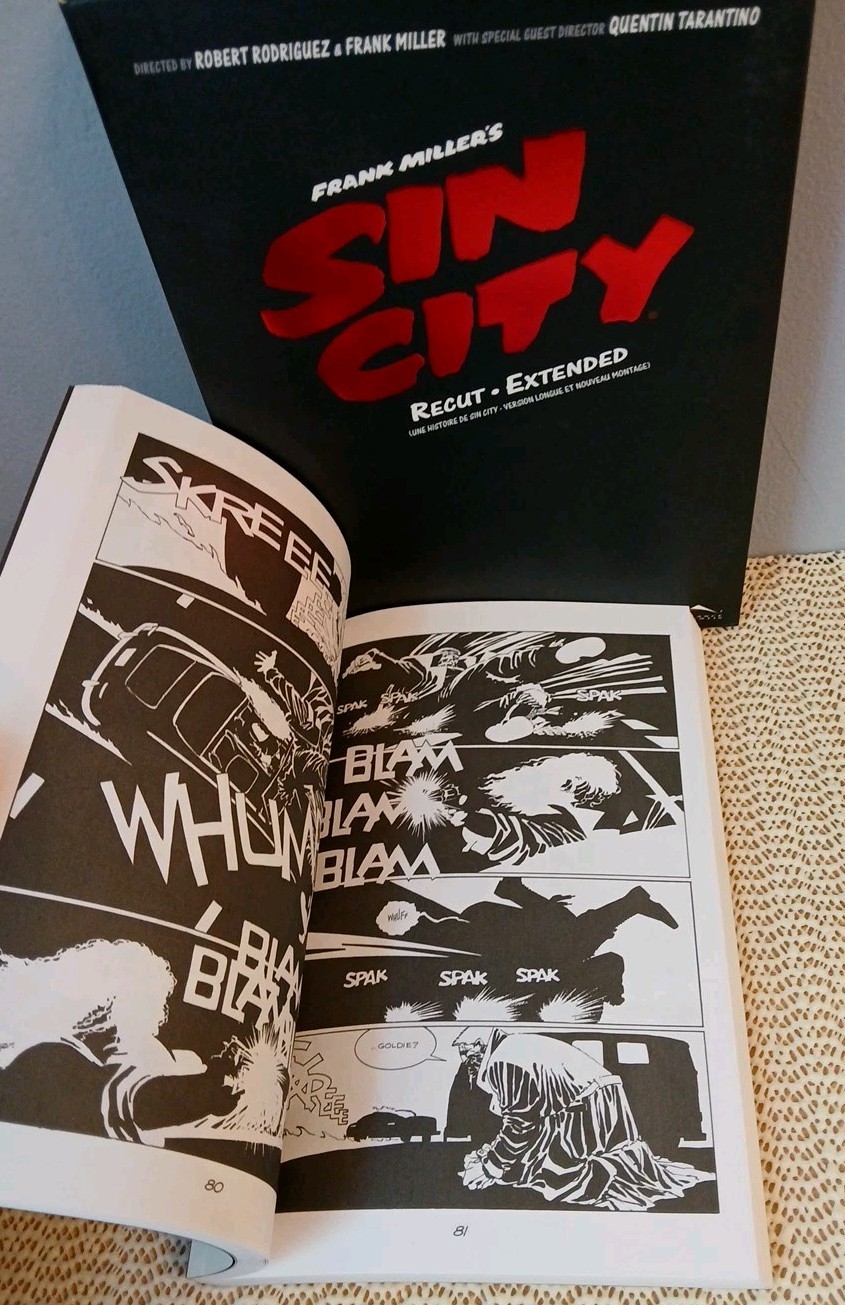 DIRECTED BY ROBERT RODRIGUEZ & FRANK MILLER WITH SPECIAL GUEST DIRECTOR QUENTIN TARANTINO
FRANK MILLER'S
SIN
CITY
RECUT • EXTENDED
(UNE HISTOIRE DE SIN CITY - VERSION LONGUE ET NOUVEAU MONTAGE)
SKREEE
WHUM
BLAM
BLAM
80
SPAK SPAK SPAK
BLAM
BLAM
BLAM
WHUFF
SPAK SPAK SPAK
...GOLDIE?
81